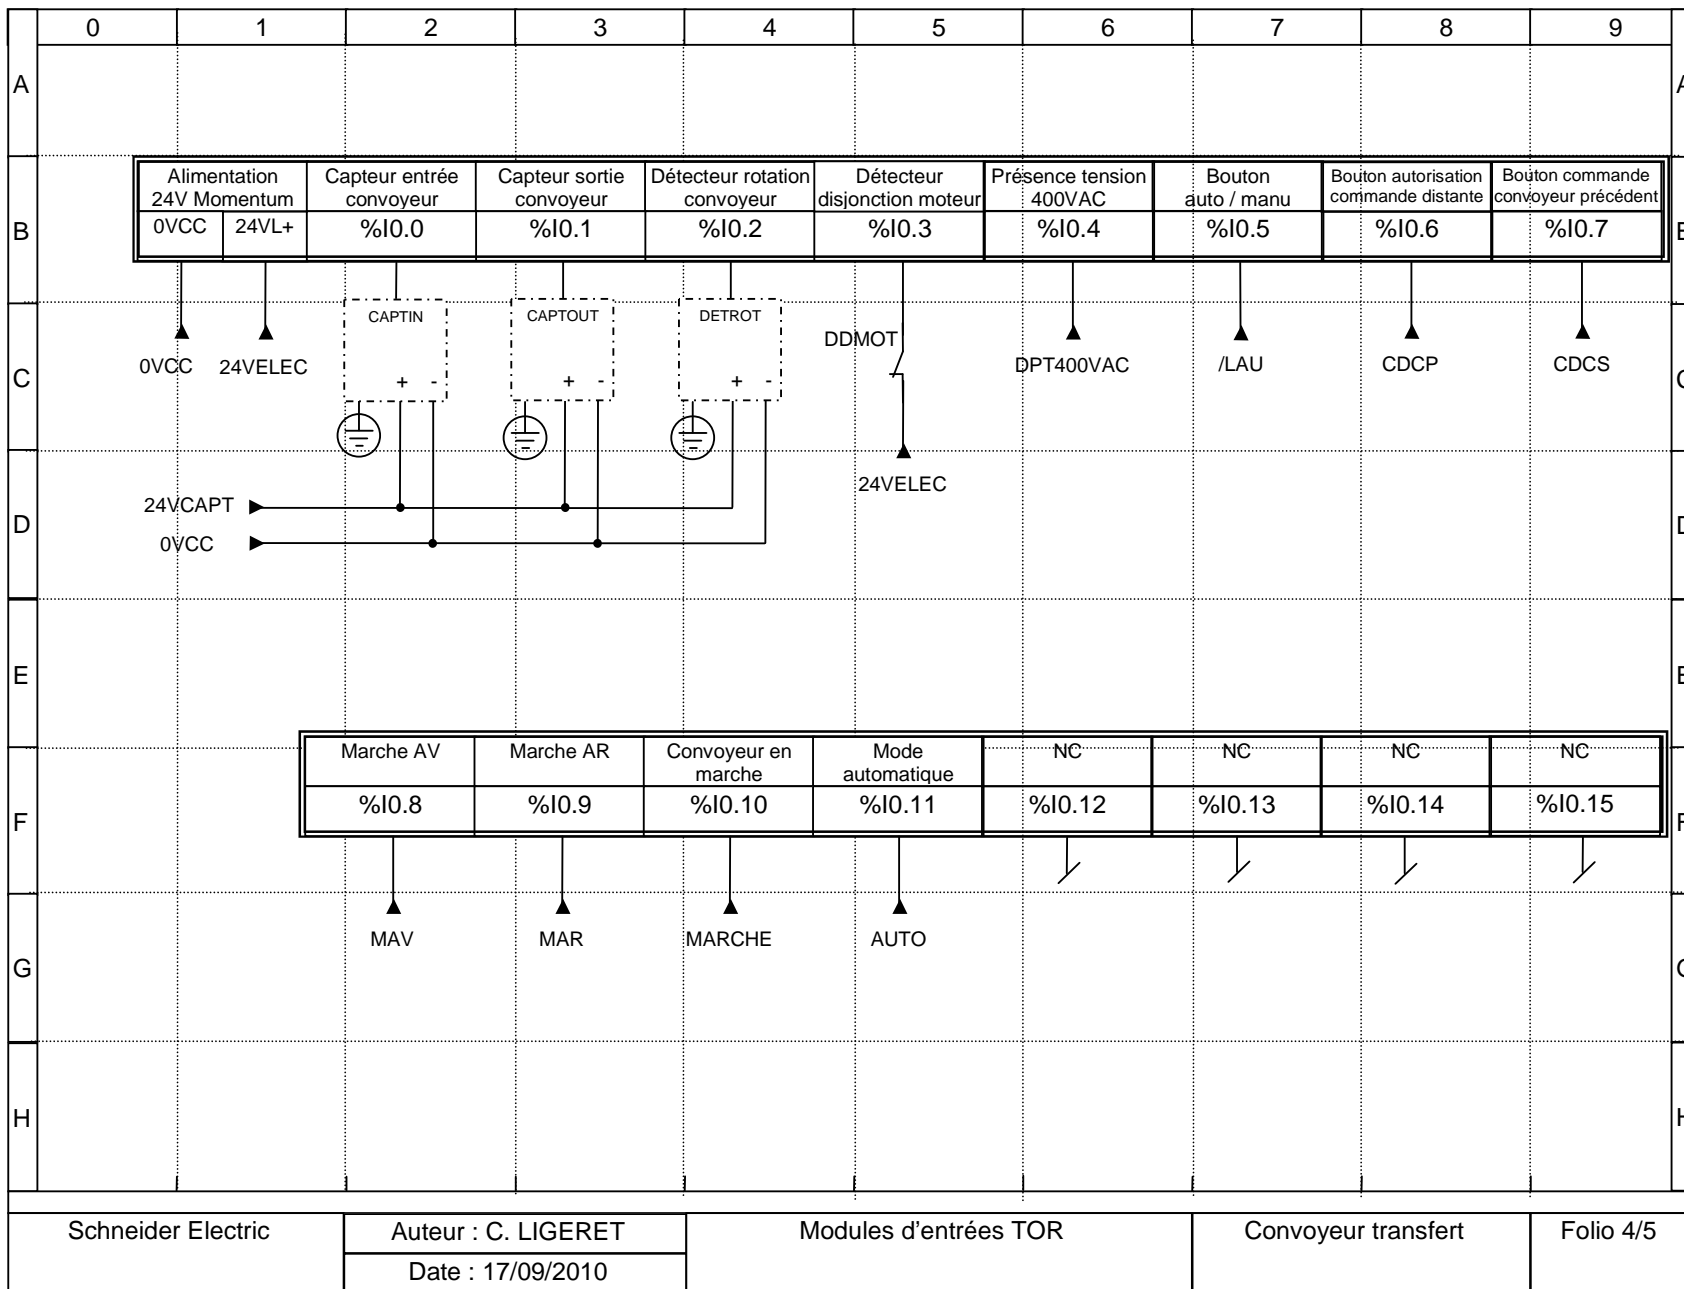 0 1 2 3 4 5 6 7 8 9
A A
Alimentation 24V Momentum
Capteur entrée convoyeur
Capteur sortie convoyeur
Détecteur rotation convoyeur
Détecteur disjonction moteur
Présence tension 400VAC
Bouton auto / manu
Bouton autorisation commande distante
Bouton commande convoyeur précédent
B 0VCC 24VL+ %I0.0 %I0.1 %I0.2 %I0.3 %I0.4 %I0.5 %I0.6 %I0.7 B
CAPTIN CAPTOUT DETROT
DDMOT
0VCC 24VELEC DPT400VAC /LAU CDCP CDCS
C + - + - + - C
24VELEC
24VCAPT
D D
0VCC
E E
Marche AV
Marche AR
Convoyeur en marche
Mode automatique
NC NC NC NC
F %I0.8 %I0.9 %I0.10 %I0.11 %I0.12 %I0.13 %I0.14 %I0.15 F
MAV MAR MARCHE AUTO
G G
H H
Schneider Electric
Auteur : C. LIGERET
Date : 17/09/2010
Modules d'entrées TOR
Convoyeur transfert
Folio 4/5